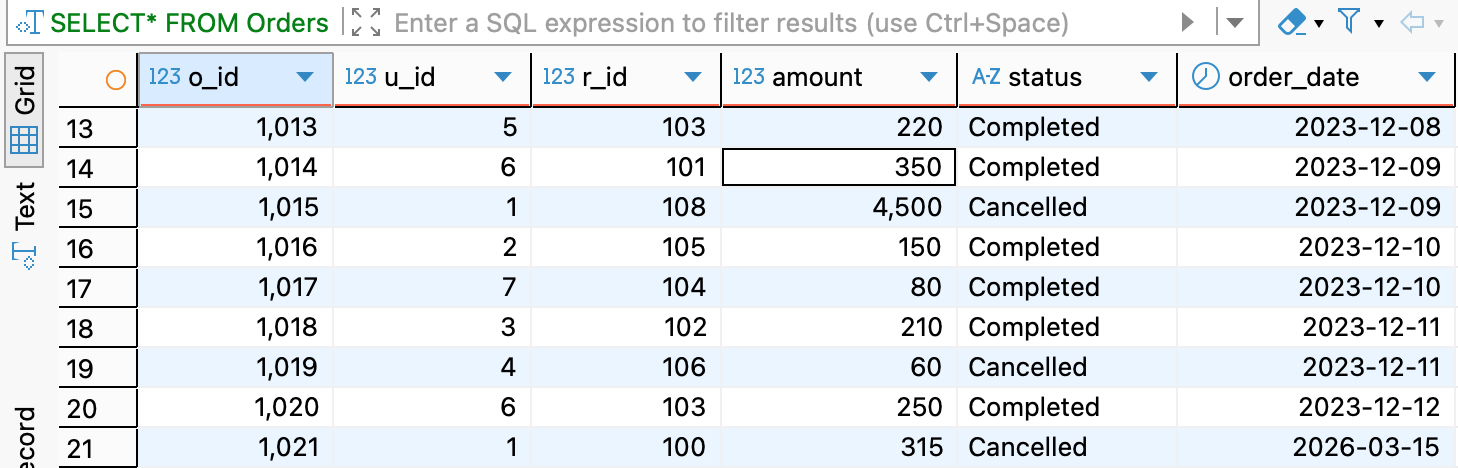 SELECT* FROM Orders Enter a SQL expression to filter results (use Ctrl+Space)
Grid
Text
ecord
123 o_id 123 u_id 123 r_id 123 amount A-Z status order_date
13 1,013 5 103 220 Completed 2023-12-08
14 1,014 6 101 350 Completed 2023-12-09
15 1,015 1 108 4,500 Cancelled 2023-12-09
16 1,016 2 105 150 Completed 2023-12-10
17 1,017 7 104 80 Completed 2023-12-10
18 1,018 3 102 210 Completed 2023-12-11
19 1,019 4 106 60 Cancelled 2023-12-11
20 1,020 6 103 250 Completed 2023-12-12
21 1,021 1 100 315 Cancelled 2026-03-15